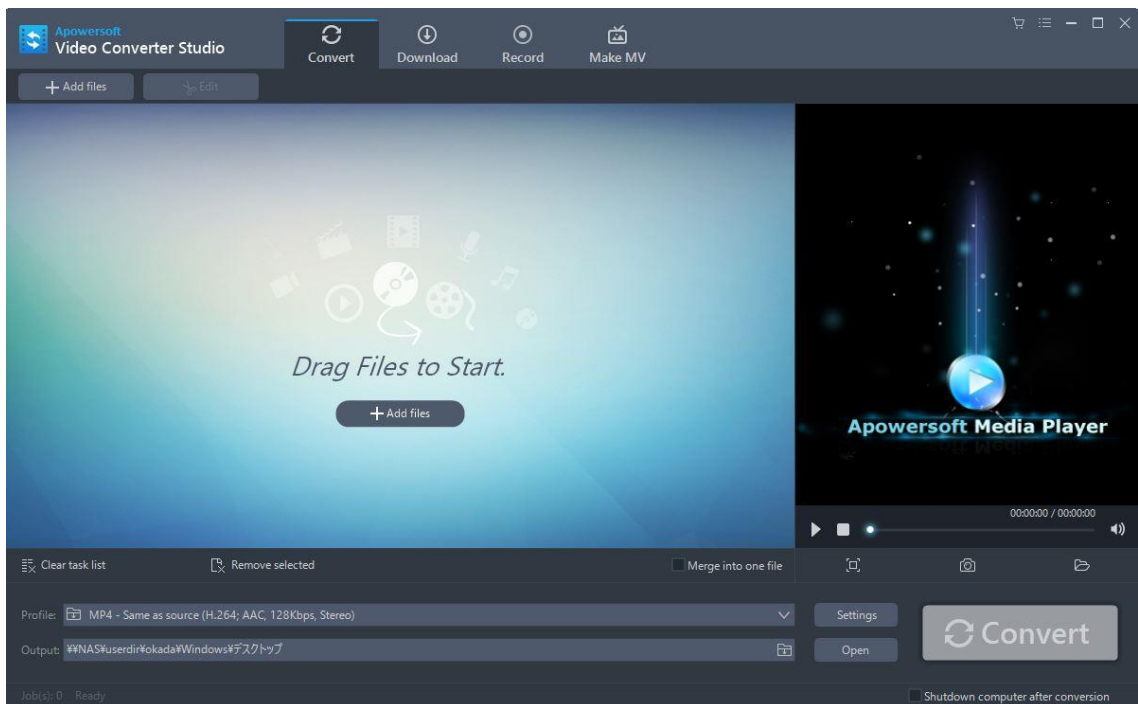 Apowersoft
Video Converter Studio
Convert
Download
Record
Make MV
Add files
Edit
Drag Files to Start.
Add files
Apowersoft Media Player
00:00:00 / 00:00:00
Clear task list
Remove selected
Merge into one file
Profile: MP4 - Same as source (H.264; AAC, 128Kbps, Stereo)
Settings
Output: ¥¥NAS¥userdir¥okada¥Windows¥デスクトップ
Open
Convert
Job(s): 0 Ready
Shutdown computer after conversion